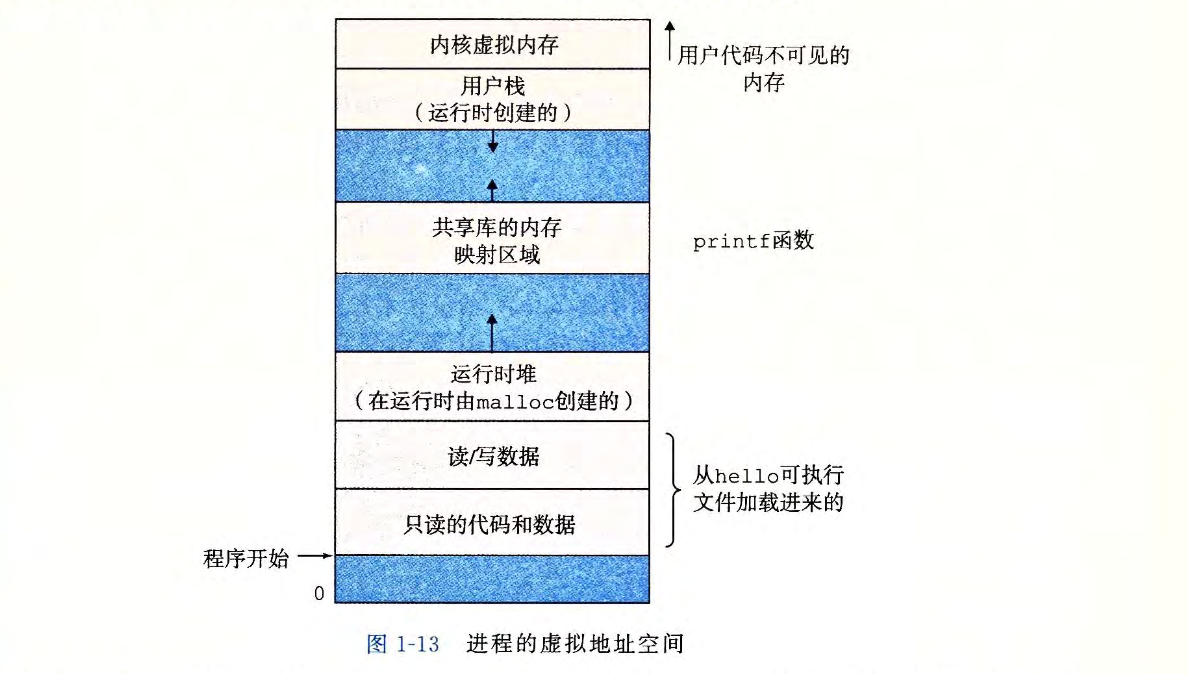 内核虚拟内存
用户代码不可见的
内存
用户栈
（运行时创建的）
共享库的内存
映射区域
printf函数
运行时堆
（在运行时由malloc创建的）
读/写数据
从hello可执行
文件加载进来的
只读的代码和数据
程序开始
0
图 1-13 进程的虚拟地址空间